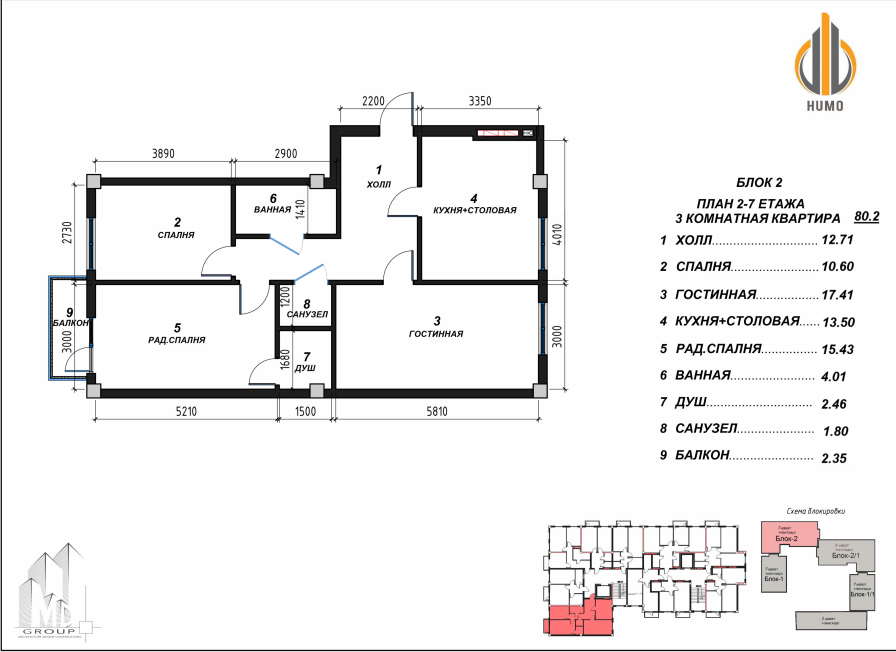 HUMO
2200
3350
3890
2900
1
ХОЛЛ
6
ВАННАЯ
1410
4
КУХНЯ+СТОЛОВАЯ
2
СПАЛНЯ
2730
4010
9
БАЛКОН
3000
5
РАД.СПАЛНЯ
1200
8
САНУЗЕЛ
3
ГОСТИННАЯ
3000
1680
7
ДУШ
5210
1500
5810
БЛОК 2
ПЛАН 2-7 ЕТАЖА
3 КОМНАТНАЯ КВАРТИРА 80.2
1 ХОЛЛ............................ 12.71
2 СПАЛНЯ....................... 10.60
3 ГОСТИННАЯ................ 17.41
4 КУХНЯ+СТОЛОВАЯ...... 13.50
5 РАД.СПАЛНЯ............... 15.43
6 ВАННАЯ....................... 4.01
7 ДУШ............................ 2.46
8 САНУЗЕЛ..................... 1.80
9 БАЛКОН....................... 2.35
Схема блокировки
Блок-2
Блок-2/1
Блок-1
Блок-1/1
MD
GROUP